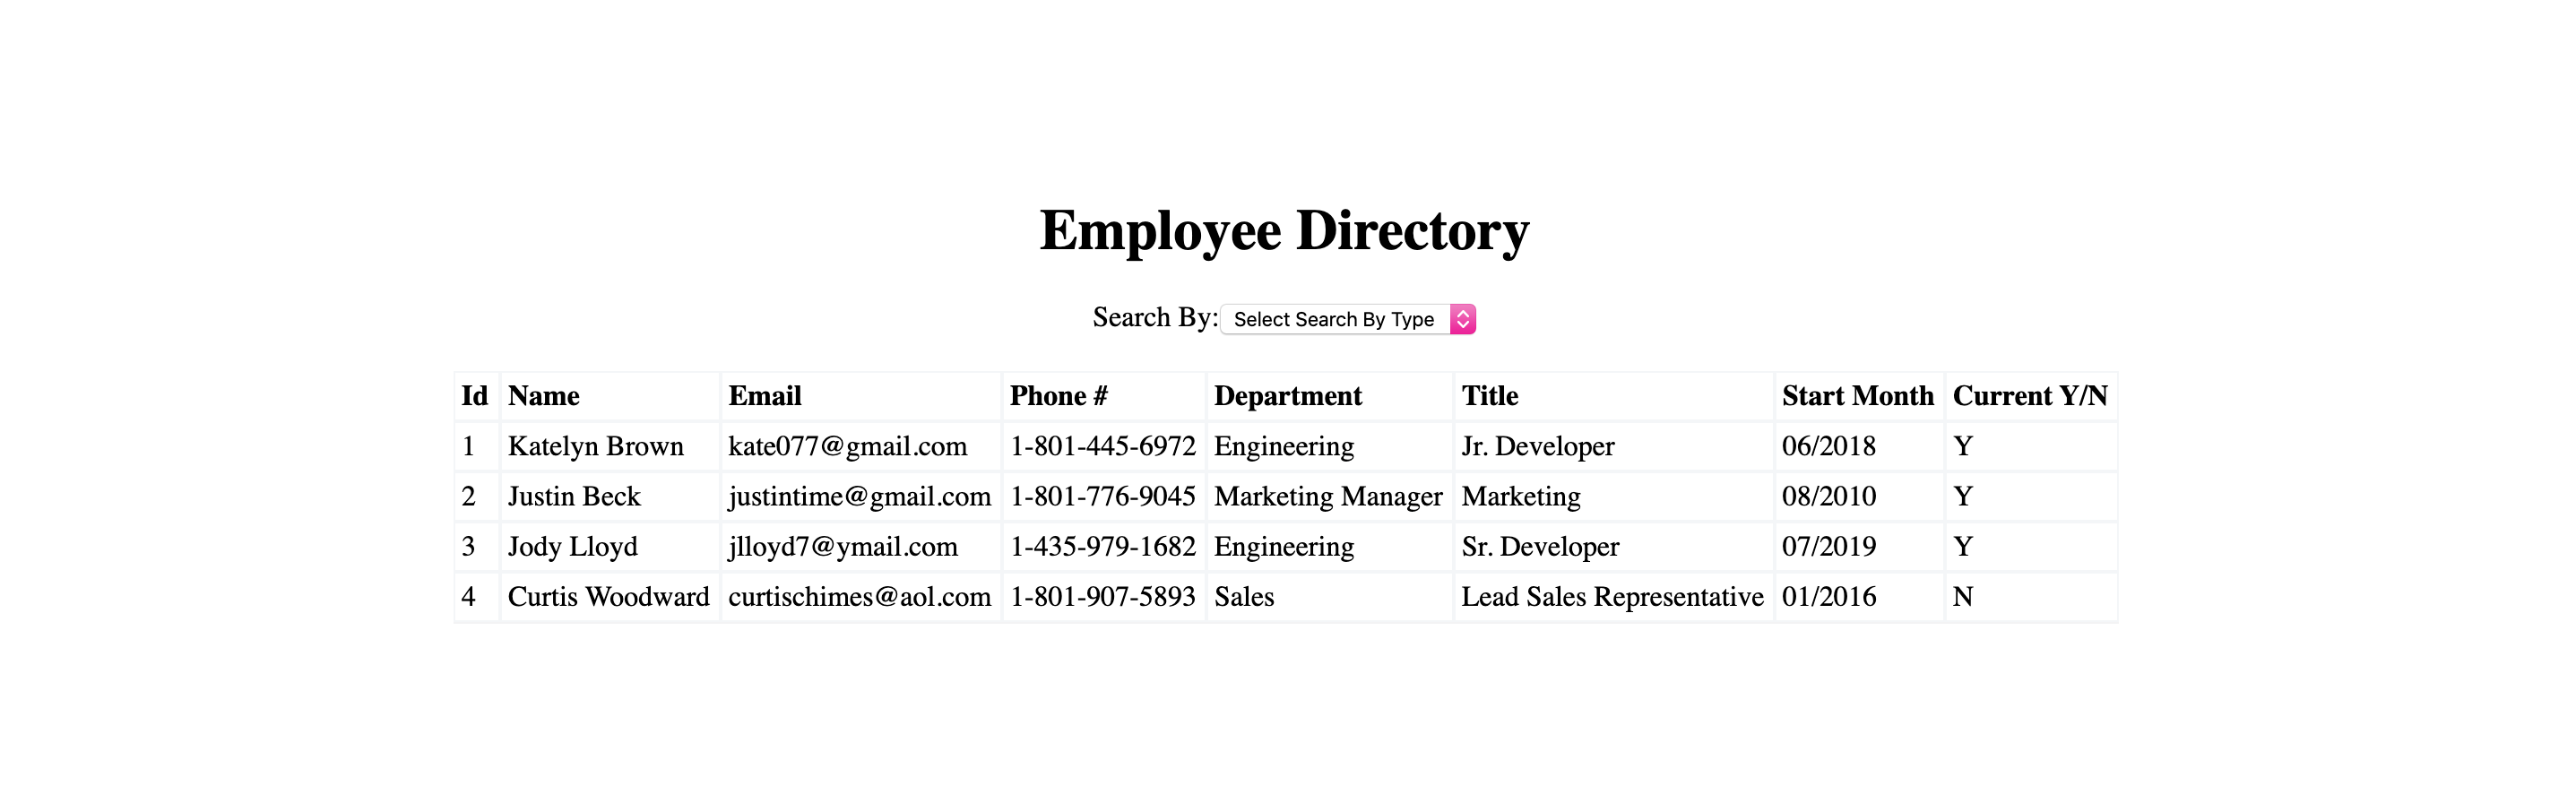 Employee Directory
Search By: Select Search By Type
Id Name Email Phone # Department Title Start Month Current Y/N
1 Katelyn Brown kate077@gmail.com 1-801-445-6972 Engineering Jr. Developer 06/2018 Y
2 Justin Beck justintime@gmail.com 1-801-776-9045 Marketing Manager Marketing 08/2010 Y
3 Jody Lloyd jlloyd7@ymail.com 1-435-979-1682 Engineering Sr. Developer 07/2019 Y
4 Curtis Woodward curtischimes@aol.com 1-801-907-5893 Sales Lead Sales Representative 01/2016 N